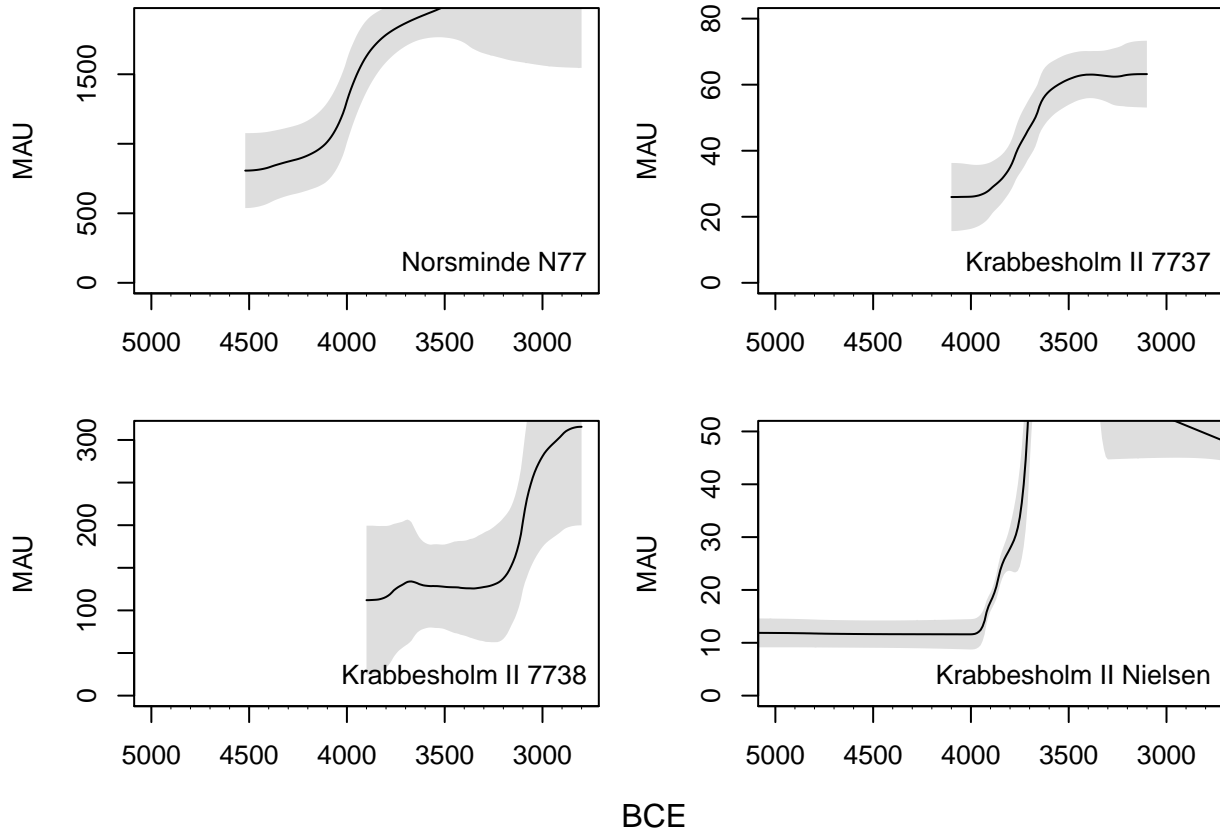 MAU
0
500
1500
5000 4500 4000 3500 3000
Norsminde N77
MAU
0
20
40
60
80
5000 4500 4000 3500 3000
Krabbesholm II 7737
MAU
0
100
200
300
5000 4500 4000 3500 3000
Krabbesholm II 7738
MAU
0
10
20
30
40
50
5000 4500 4000 3500 3000
Krabbesholm II Nielsen
BCE